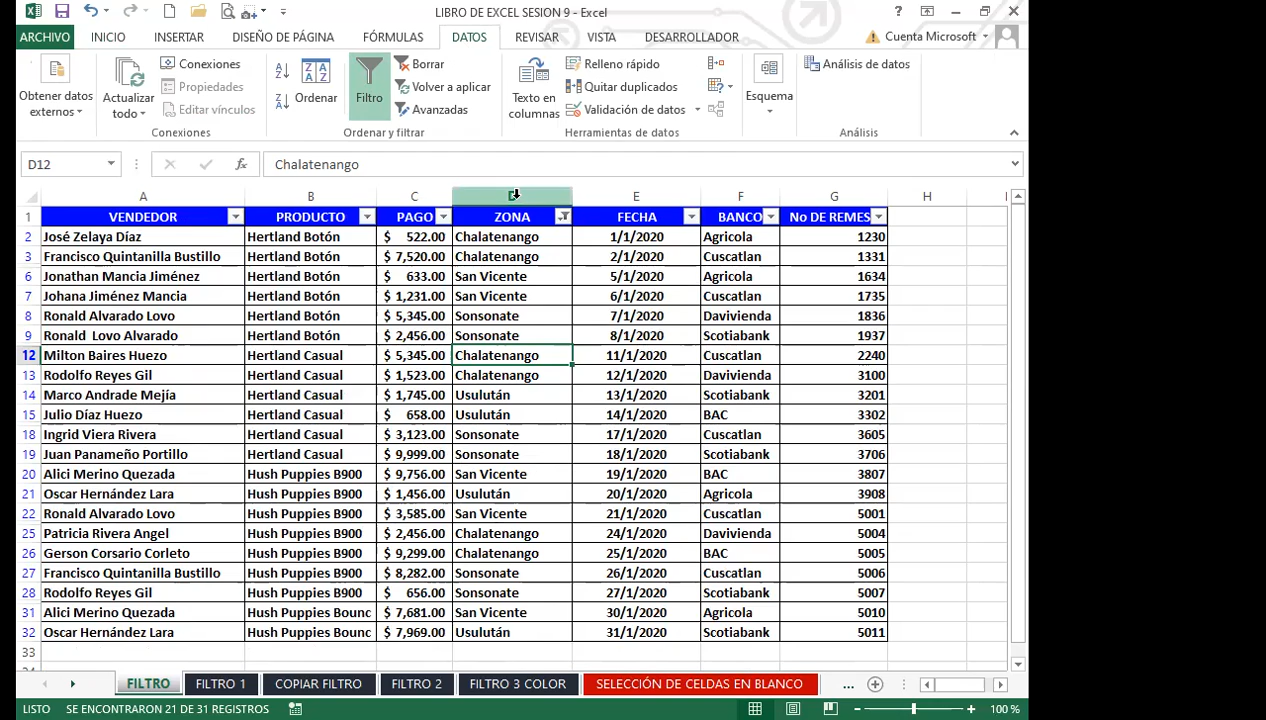 LIBRO DE EXCEL SESION 9 - Excel
ARCHIVO INICIO INSERTAR DISEÑO DE PÁGINA FÓRMULAS DATOS REVISAR VISTA DESARROLLADOR Cuenta Microsoft
Obtener datos externos
Actualizar todo
Conexiones
Propiedades
Editar vínculos
Conexiones
Ordenar
Filtro
Borrar
Volver a aplicar
Avanzadas
Ordenar y filtrar
Texto en columnas
Relleno rápido
Quitar duplicados
Validación de datos
Herramientas de datos
Esquema
Análisis de datos
Análisis
D12 fx Chalatenango
A B C D E F G H I
1 VENDEDOR PRODUCTO PAGO ZONA FECHA BANCO No DE REMES
2 José Zelaya Díaz Hertland Botón $ 522.00 Chalatenango 1/1/2020 Agricola 1230
3 Francisco Quintanilla Bustillo Hertland Botón $ 7,520.00 Chalatenango 2/1/2020 Cuscatlan 1331
6 Jonathan Mancia Jiménez Hertland Botón $ 633.00 San Vicente 5/1/2020 Agricola 1634
7 Johana Jiménez Mancia Hertland Botón $ 1,231.00 San Vicente 6/1/2020 Cuscatlan 1735
8 Ronald Alvarado Lovo Hertland Botón $ 5,345.00 Sonsonate 7/1/2020 Davivienda 1836
9 Ronald Lovo Alvarado Hertland Botón $ 2,456.00 Sonsonate 8/1/2020 Scotiabank 1937
12 Milton Baires Huezo Hertland Casual $ 5,345.00 Chalatenango 11/1/2020 Cuscatlan 2240
13 Rodolfo Reyes Gil Hertland Casual $ 1,523.00 Chalatenango 12/1/2020 Davivienda 3100
14 Marco Andrade Mejía Hertland Casual $ 1,745.00 Usulután 13/1/2020 Scotiabank 3201
15 Julio Díaz Huezo Hertland Casual $ 658.00 Usulután 14/1/2020 BAC 3302
18 Ingrid Viera Rivera Hertland Casual $ 3,123.00 Sonsonate 17/1/2020 Cuscatlan 3605
19 Juan Panameño Portillo Hertland Casual $ 9,999.00 Sonsonate 18/1/2020 Scotiabank 3706
20 Alici Merino Quezada Hush Puppies B900 $ 9,756.00 San Vicente 19/1/2020 BAC 3807
21 Oscar Hernández Lara Hush Puppies B900 $ 1,456.00 Usulután 20/1/2020 Agricola 3908
22 Ronald Alvarado Lovo Hush Puppies B900 $ 3,585.00 San Vicente 21/1/2020 Cuscatlan 5001
25 Patricia Rivera Angel Hush Puppies B900 $ 2,456.00 Chalatenango 24/1/2020 Davivienda 5004
26 Gerson Corsario Corleto Hush Puppies B900 $ 9,299.00 Chalatenango 25/1/2020 BAC 5005
27 Francisco Quintanilla Bustillo Hush Puppies B900 $ 8,282.00 Sonsonate 26/1/2020 Cuscatlan 5006
28 Rodolfo Reyes Gil Hush Puppies B900 $ 656.00 Sonsonate 27/1/2020 Scotiabank 5007
31 Alici Merino Quezada Hush Puppies Bounc $ 7,681.00 San Vicente 30/1/2020 Agricola 5010
32 Oscar Hernández Lara Hush Puppies Bounc $ 7,969.00 Usulután 31/1/2020 Scotiabank 5011
33
FILTRO FILTRO 1 COPIAR FILTRO FILTRO 2 FILTRO 3 COLOR SELECCIÓN DE CELDAS EN BLANCO ...
LISTO SE ENCONTRARON 21 DE 31 REGISTROS 100 %